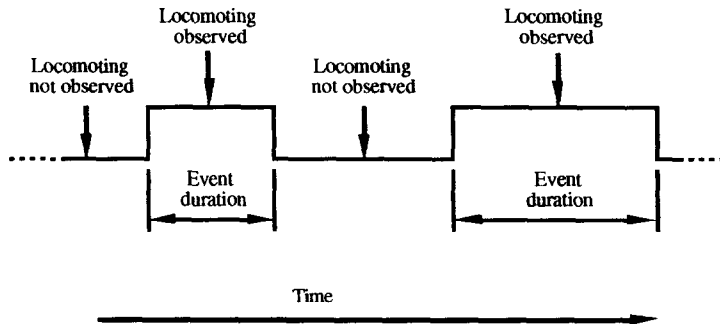 Locomoting
observed
Locomoting
observed
Locomoting
not observed
Locomoting
not observed
Event
duration
Event
duration
Time